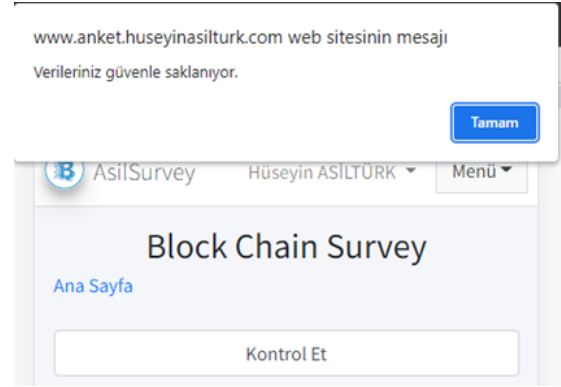 www.anket.huseyinasilturk.com web sitesinin mesajı
Verileriniz güvenle saklanıyor.
Tamam
AsilSurvey Hüseyin ASİLTÜRK Menü
Block Chain Survey
Ana Sayfa
Kontrol Et